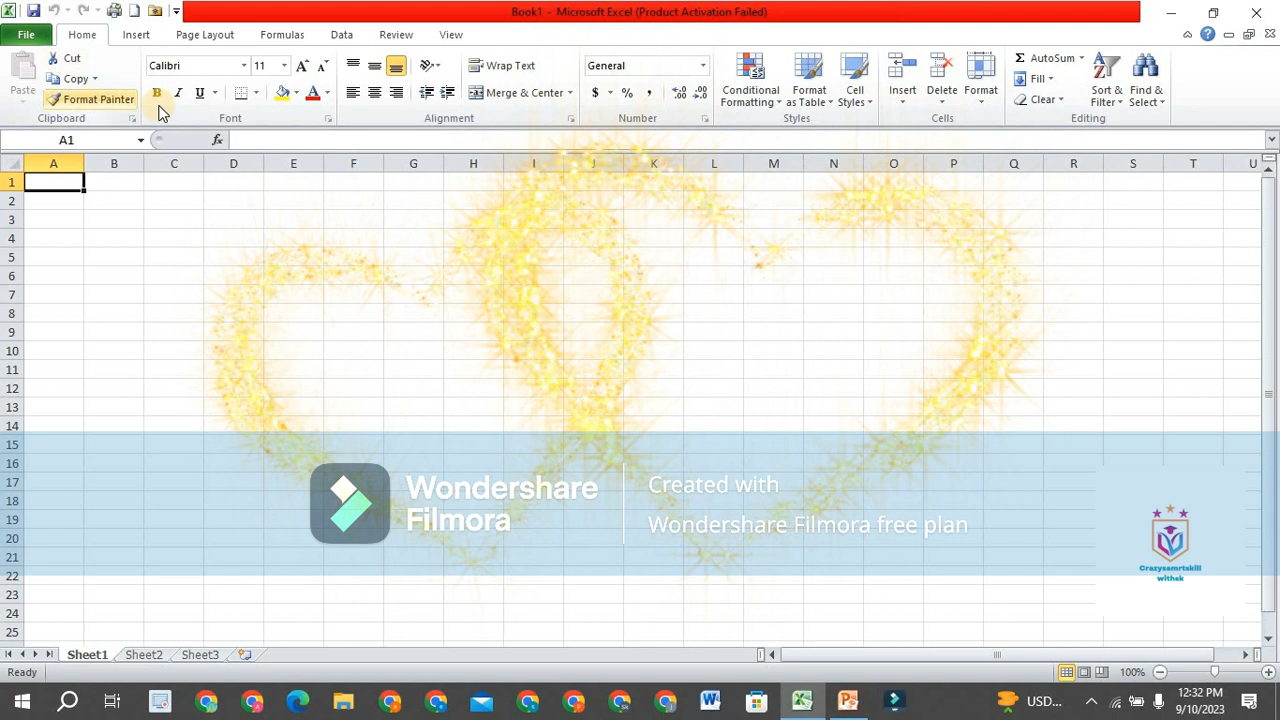 Book1 - Microsoft Excel (Product Activation Failed)
File Home Insert Page Layout Formulas Data Review View
Cut
Copy
Format Painter
Paste
Clipboard
Calibri 11
B I U
Font
Wrap Text
Merge & Center
Alignment
General
$ % ,
Number
Conditional Formatting
Format as Table
Cell Styles
Styles
Insert
Delete
Format
Cells
AutoSum
Fill
Clear
Sort & Filter
Find & Select
Editing
A1 fx
A B C D E F G H I J K L M N O P Q R S T U
1
2
3
4
5
6
7
8
9
10
11
12
13
14
15
16
17
18
19
20
21
22
23
24
25
Wondershare
Filmora
Created with
Wondershare Filmora free plan
Crazysamrtskill
withsk
Sheet1 Sheet2 Sheet3
Ready
100%
USD...
12:32 PM
9/10/2023